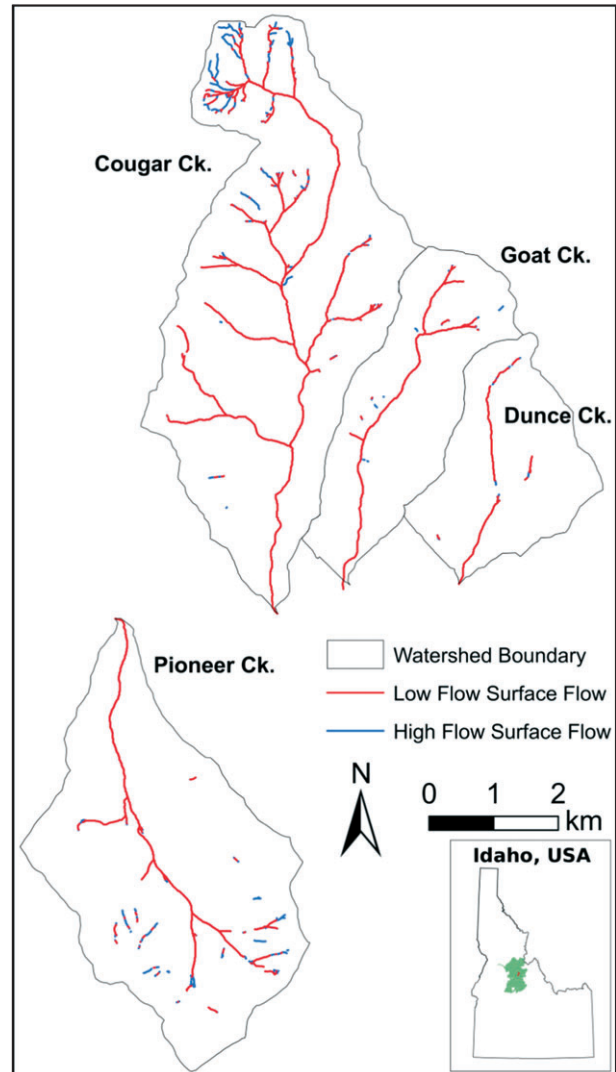 Cougar Ck.
Goat Ck.
Dunce Ck.
Pioneer Ck.
Watershed Boundary
Low Flow Surface Flow
High Flow Surface Flow
N
0 1 2
km
Idaho, USA